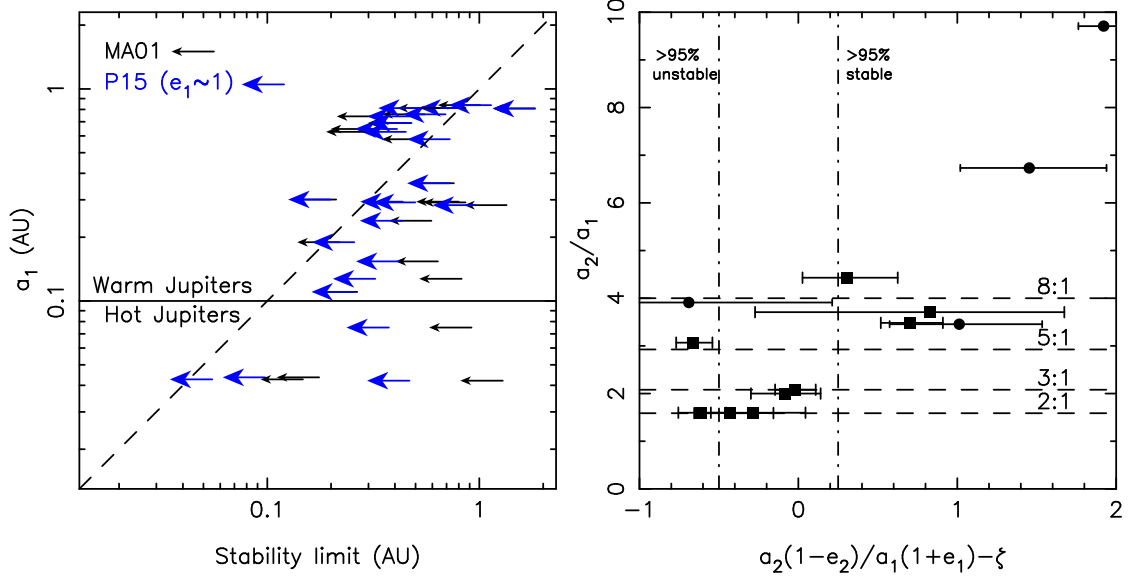 MA01
P15 (e₁~1)
Warm Jupiters
Hot Jupiters
a₁ (AU)
1
0.1
0.1 1
Stability limit (AU)
>95% unstable
>95% stable
8:1
5:1
3:1
2:1
a₂/a₁
10
8
6
4
2
0
−1 0 1 2
a₂(1−e₂)/a₁(1+e₁)−ζ